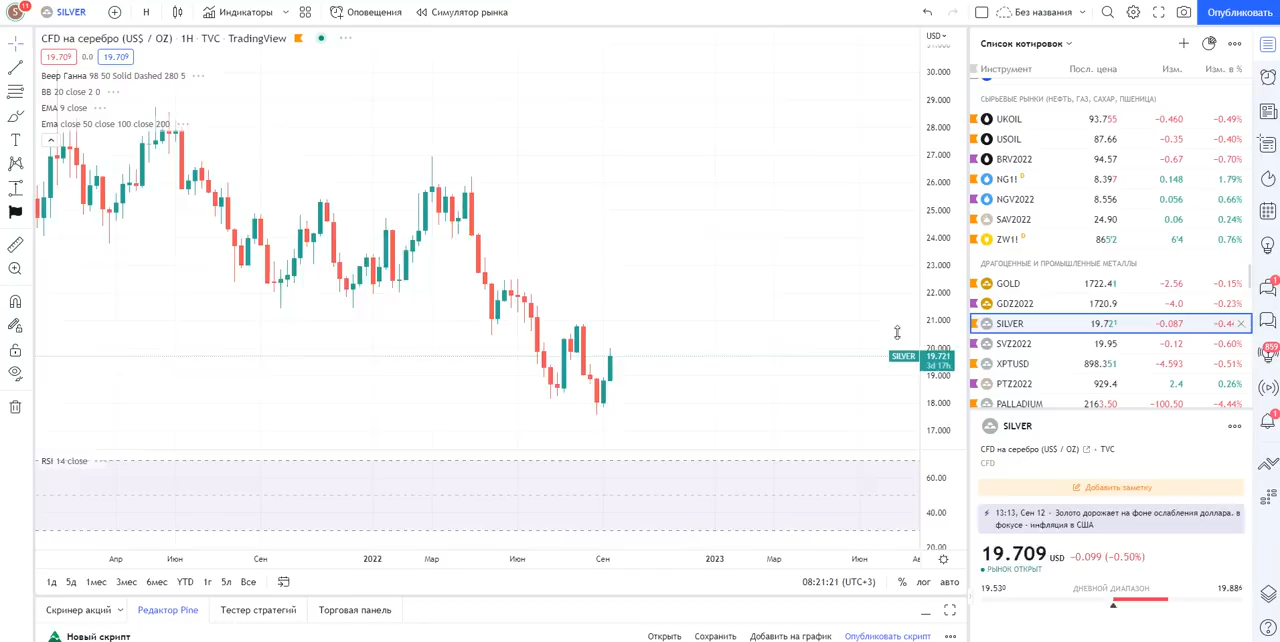 S 11 SILVER Н Индикаторы Оповещения Симулятор рынка Без названия Опубликовать
CFD на серебро (US$ / OZ) · 1Н · TVC · TradingView
19.709 0.0 19.709
Веер Ганна 98 50 Solid Dashed 280 5
BB 20 close 2 0
EMA 9 close
Ema close 50 close 100 close 200
USD
31.000
30.000
29.000
28.000
27.000
26.000
25.000
24.000
23.000
22.000
21.000
20.000
SILVER 19.721
3d 17h
19.000
18.000
17.000
RSI 14 close
60.00
40.00
20.00
Апр Июн Сен 2022 Мар Июн Сен 2023 Мар Июн
1д 5д 1мес 3мес 6мес YTD 1г 5л Все 08:21:21 (UTC+3) % лог авто
Скринер акций Редактор Pine Тестер стратегий Торговая панель
Новый скрипт Открыть Сохранить Добавить на график Опубликовать скрипт
Список котировок
Инструмент Посл. цена Изм. Изм. в %
СЫРЬЕВЫЕ РЫНКИ (НЕФТЬ, ГАЗ, САХАР, ПШЕНИЦА)
UKOIL 93.755 −0.460 −0.49%
USOIL 87.66 −0.35 −0.40%
BRV2022 94.57 −0.67 −0.70%
NG1! D 8.397 0.148 1.79%
NGV2022 8.556 0.056 0.66%
SAV2022 24.90 0.06 0.24%
ZW1! D 865'2 6'4 0.76%
ДРАГОЦЕННЫЕ И ПРОМЫШЛЕННЫЕ МЕТАЛЛЫ
GOLD 1722.41 −2.56 −0.15%
GDZ2022 1720.9 −4.0 −0.23%
SILVER 19.721 −0.087 −0.4
SVZ2022 19.95 −0.12 −0.60%
XPTUSD 898.351 −4.593 −0.51%
PTZ2022 929.4 2.4 0.26%
PALLADIUM 2163.50 −100.50 −4.44%
SILVER
CFD на серебро (US$ / OZ) · TVC
CFD
Добавить заметку
13:13, Сен 12 · Золото дорожает на фоне ослабления доллара. в
фокусе - инфляция в США
19.709 USD −0.099 (−0.50%)
РЫНОК ОТКРЫТ
19.530 ДНЕВНОЙ ДИАПАЗОН 19.886
1
859
1